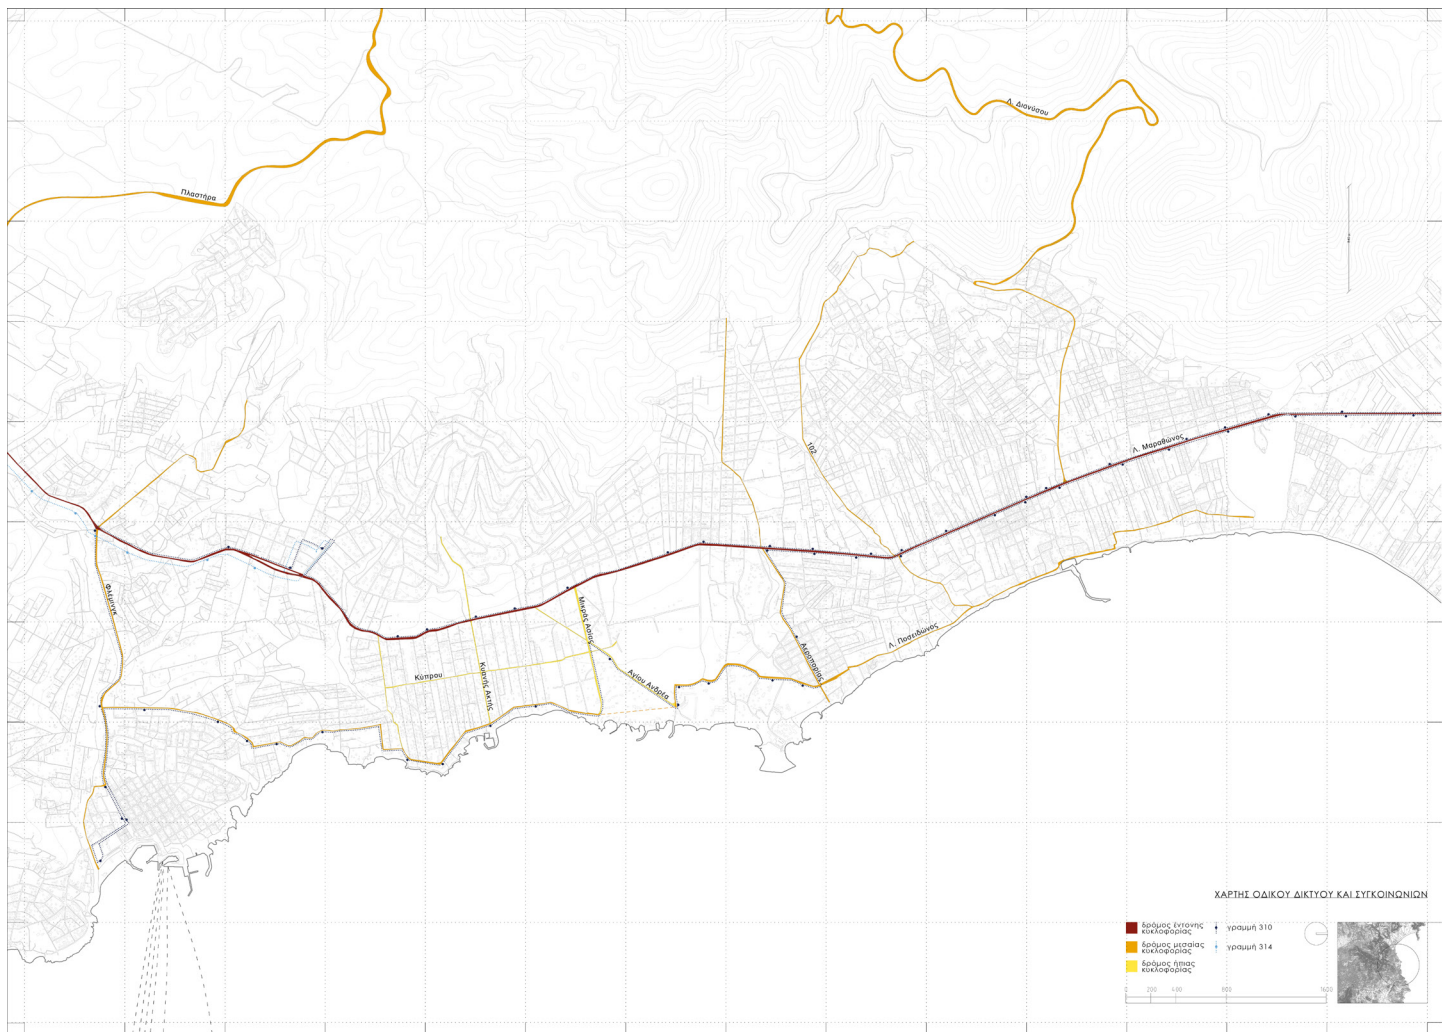 Λ. Διονύσου
Πλαστήρα
Λ. Μαραθώνος
102
Φλέμινγκ
Μικράς Ασίας
Λ. Ποσειδώνος
Αεροπορίας
Κυανής Ακτής
Κύπρου
Αγίου Ανδρέα
ΧΑΡΤΗΣ ΟΔΙΚΟΥ ΔΙΚΤΥΟΥ ΚΑΙ ΣΥΓΚΟΙΝΩΝΙΩΝ
δρόμος έντονης
κυκλοφορίας
γραμμή 310
δρόμος μεσαίας
κυκλοφορίας
γραμμή 314
δρόμος ήπιας
κυκλοφορίας
0 200 400 800 1600